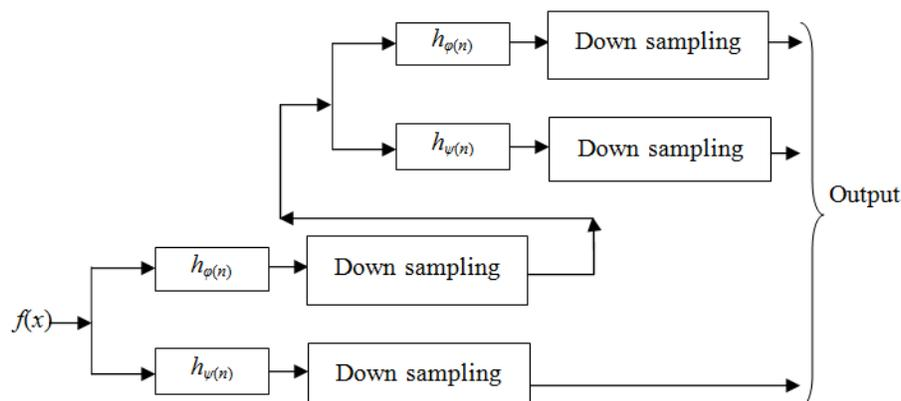 hφ(n)
Down sampling
hψ(n)
Down sampling
Output
hφ(n)
Down sampling
f(x)
hψ(n)
Down sampling